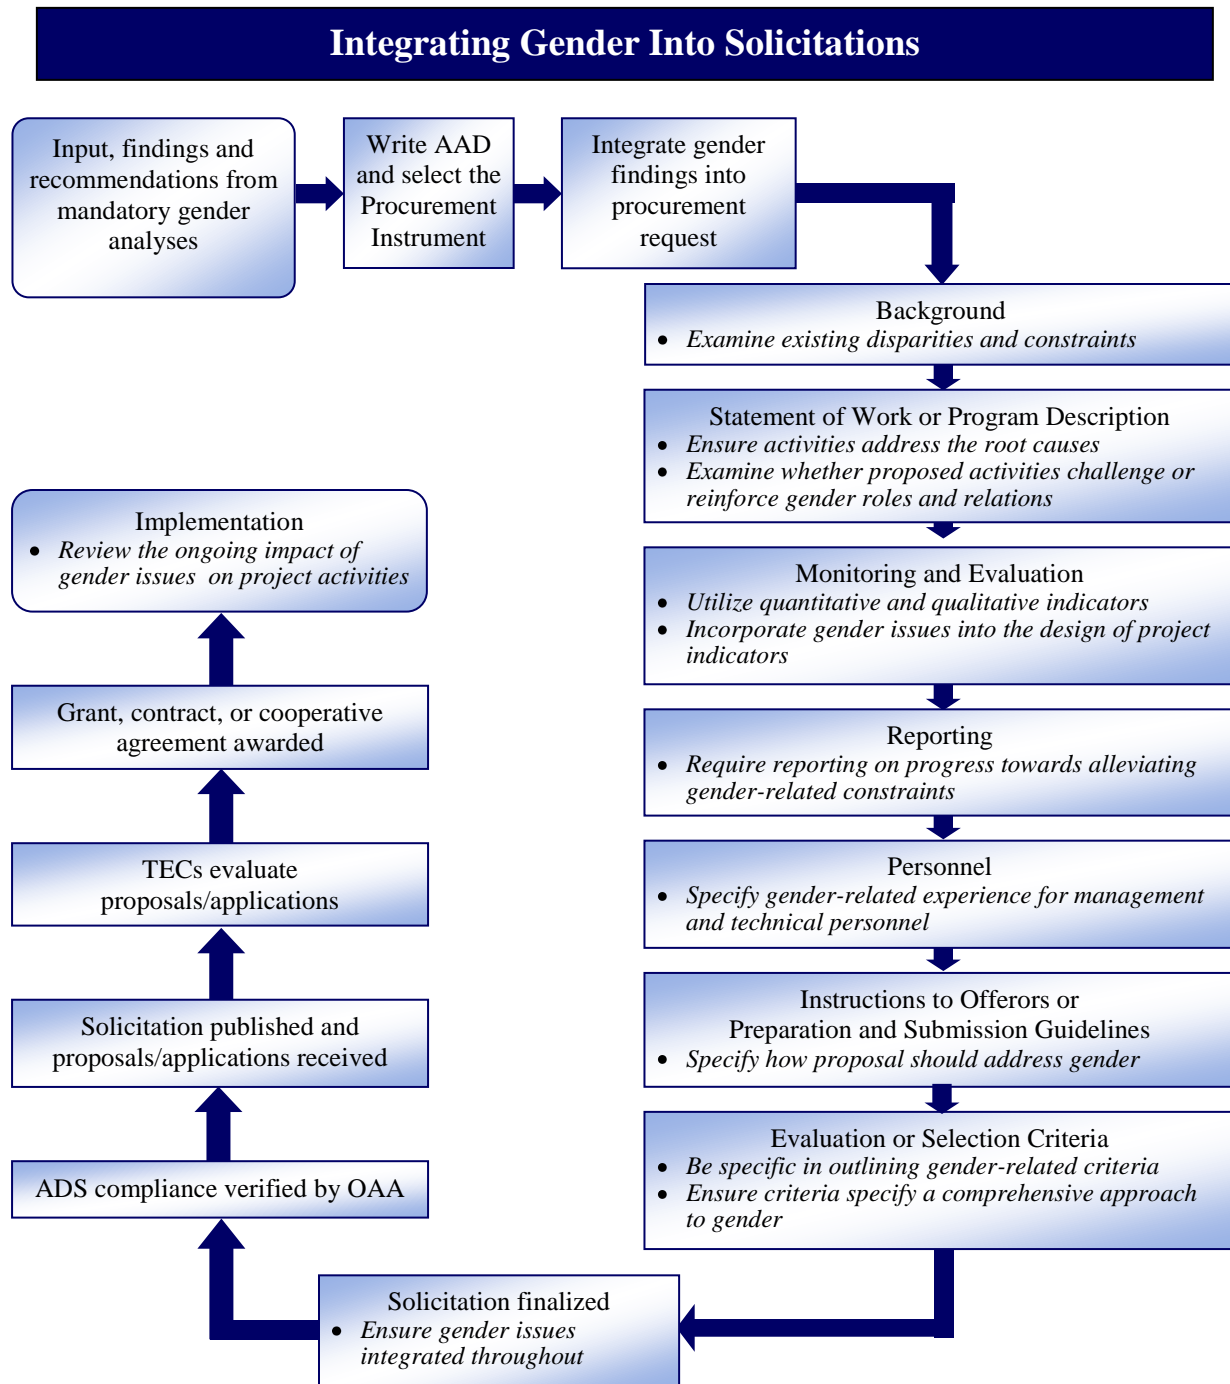 Integrating Gender Into Solicitations
Input, findings and
recommendations from
mandatory gender
analyses
Write AAD
and select the
Procurement
Instrument
Integrate gender
findings into
procurement
request
Background
• Examine existing disparities and constraints
Statement of Work or Program Description
• Ensure activities address the root causes
• Examine whether proposed activities challenge or
reinforce gender roles and relations
Monitoring and Evaluation
• Utilize quantitative and qualitative indicators
• Incorporate gender issues into the design of project
indicators
Reporting
• Require reporting on progress towards alleviating
gender-related constraints
Personnel
• Specify gender-related experience for management
and technical personnel
Instructions to Offerors or
Preparation and Submission Guidelines
• Specify how proposal should address gender
Evaluation or Selection Criteria
• Be specific in outlining gender-related criteria
• Ensure criteria specify a comprehensive approach
to gender
Solicitation finalized
• Ensure gender issues
integrated throughout
ADS compliance verified by OAA
Solicitation published and
proposals/applications received
TECs evaluate
proposals/applications
Grant, contract, or cooperative
agreement awarded
Implementation
• Review the ongoing impact of
gender issues on project activities